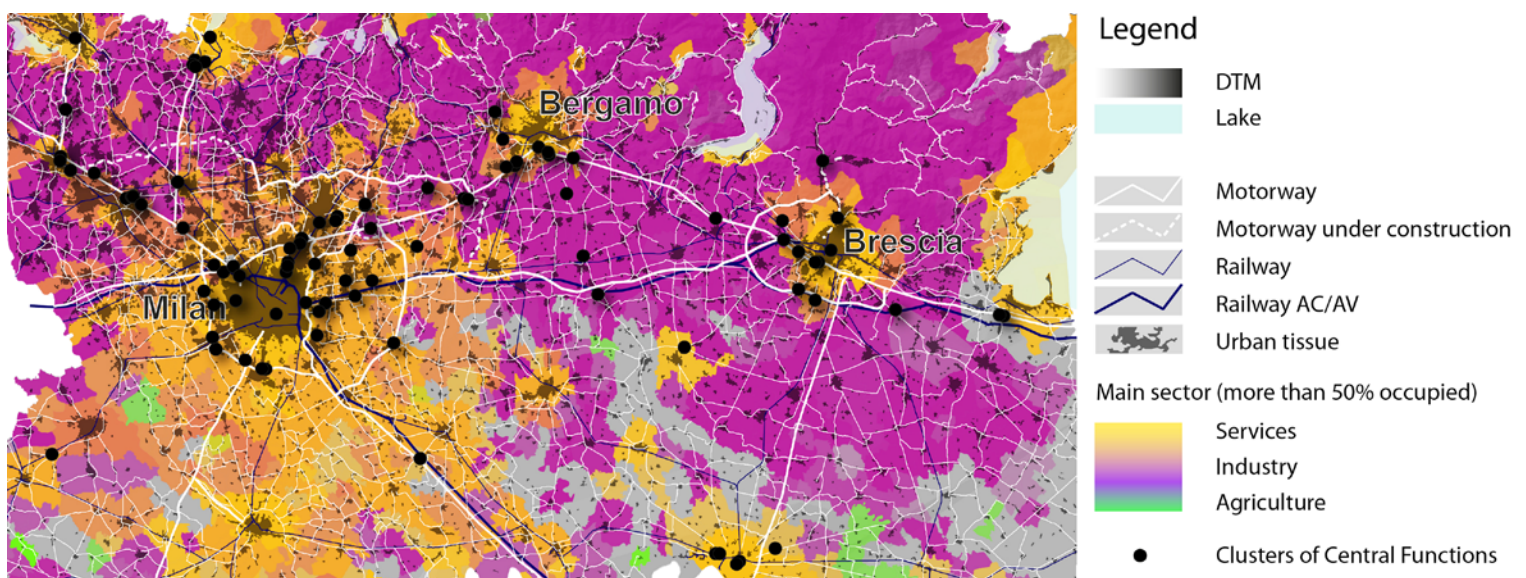 Bergamo
Brescia
Milan
Legend
DTM
Lake
Motorway
Motorway under construction
Railway
Railway AC/AV
Urban tissue
Main sector (more than 50% occupied)
Services
Industry
Agriculture
Clusters of Central Functions